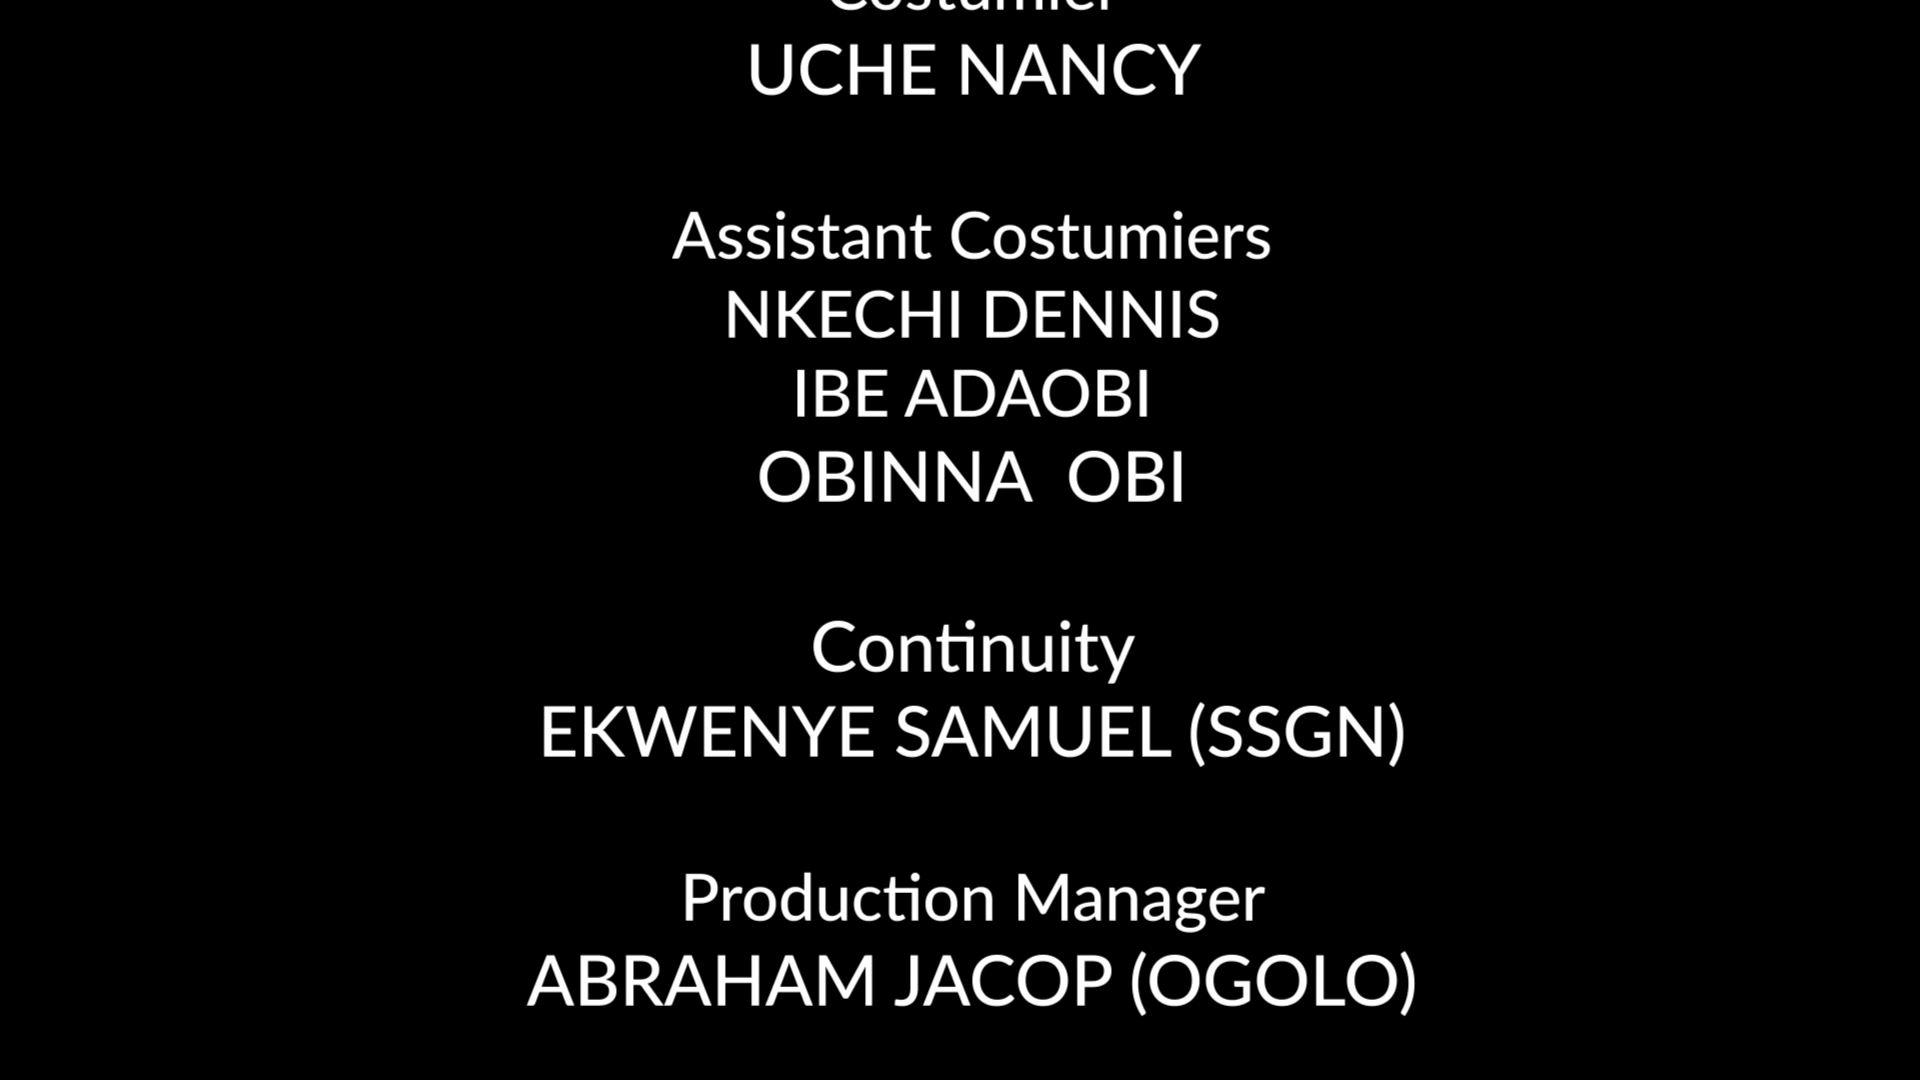 Costumier
UCHE NANCY
Assistant Costumiers
NKECHI DENNIS
IBE ADAOBI
OBINNA  OBI
Continuity
EKWENYE SAMUEL (SSGN)
Production Manager
ABRAHAM JACOP (OGOLO)